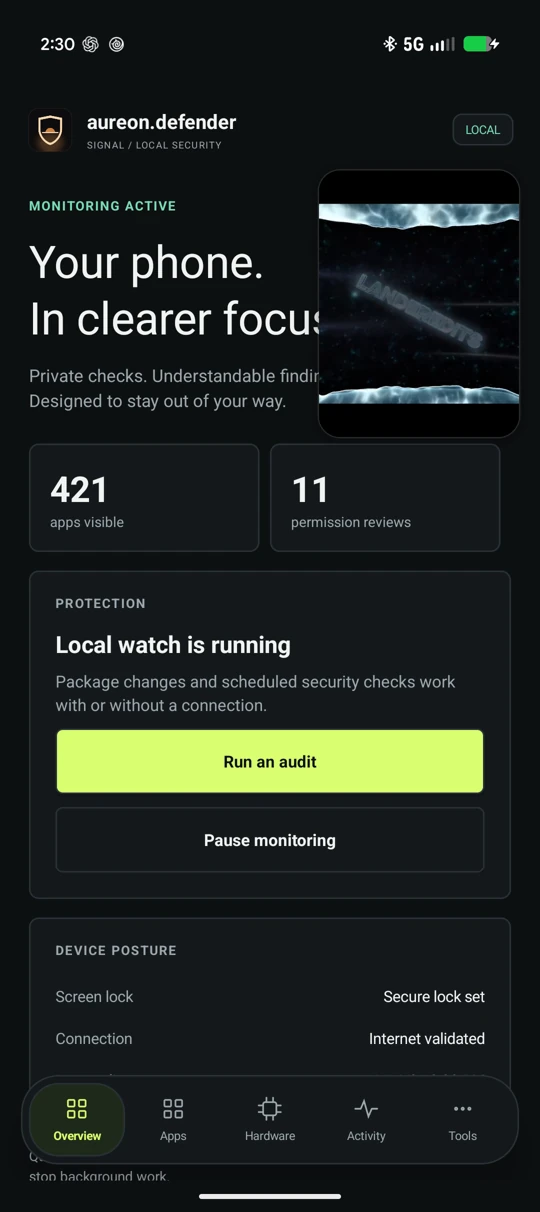 2:30
5G
aureon.defender
SIGNAL / LOCAL SECURITY
LOCAL
MONITORING ACTIVE
Your phone.
In clearer focus
Private checks. Understandable
Designed to stay out of your way.
421
apps visible
11
permission reviews
PROTECTION
Local watch is running
Package changes and scheduled security checks work
with or without a connection.
Run an audit
Pause monitoring
DEVICE POSTURE
Screen lock
Secure lock set
Connection
Internet validated
Overview
Apps
Hardware
Activity
Tools
stop background work.